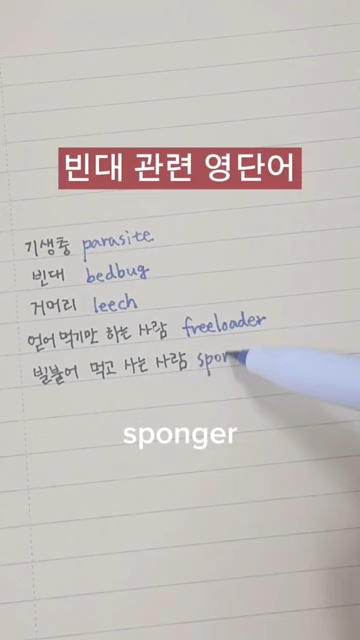 빈대 관련 영단어
기생충 parasite
빈대 bedbug
거머리 leech
얻어 먹기만 하는 사람 freeloader
빌붙어 먹고 사는 사람 spon
sponger